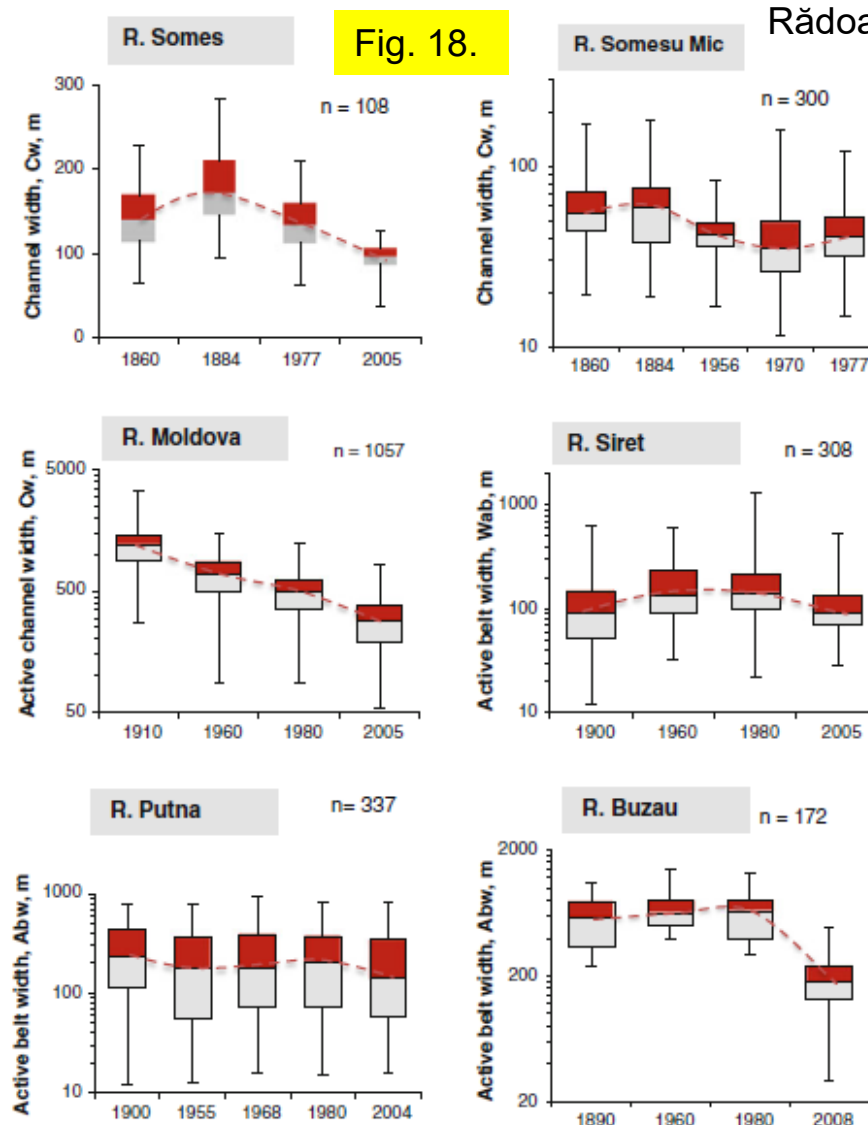 Fig. 18.
Rădoa
R. Somes
n = 108
Channel width, Cw, m
300
200
100
0
1860 1884 1977 2005
R. Somesu Mic
n = 300
Channel width, Cw, m
100
10
1860 1884 1956 1970 1977
R. Moldova
n = 1057
Active channel width, Cw, m
5000
500
50
1910 1960 1980 2005
R. Siret
n = 308
Active belt width, Wab, m
1000
100
10
1900 1960 1980 2005
R. Putna
n= 337
Active belt width, Abw, m
1000
100
10
1900 1955 1968 1980 2004
R. Buzau
n = 172
Active belt width, Abw, m
2000
200
20
1890 1960 1980 2008